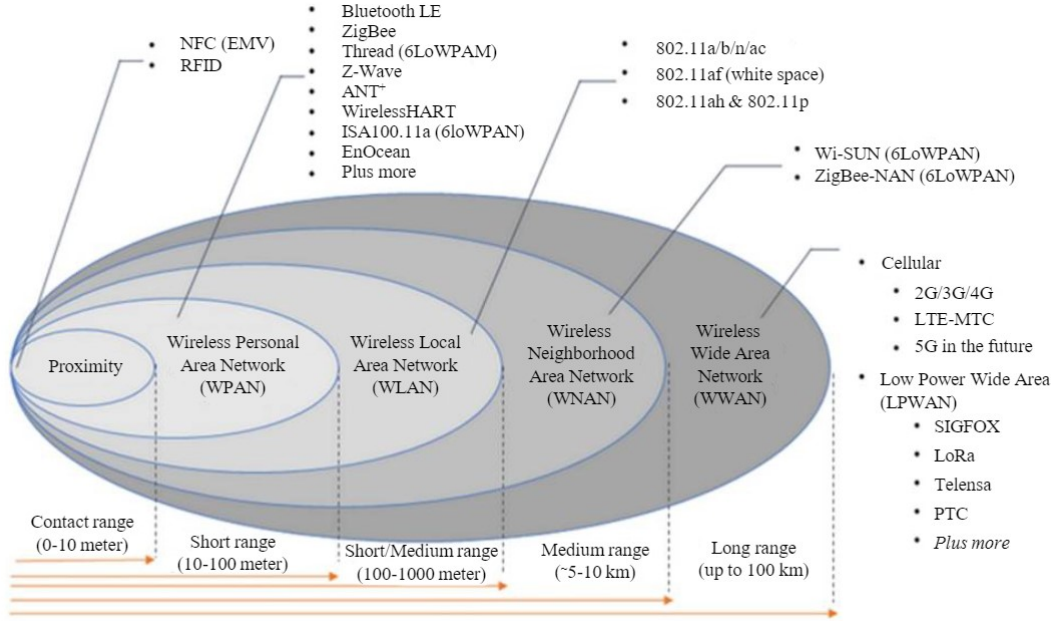 • NFC (EMV)
• RFID
• Bluetooth LE
• ZigBee
• Thread (6LoWPAM)
• Z-Wave
• ANT⁺
• WirelessHART
• ISA100.11a (6loWPAN)
• EnOcean
• Plus more
• 802.11a/b/n/ac
• 802.11af (white space)
• 802.11ah & 802.11p
• Wi-SUN (6LoWPAN)
• ZigBee-NAN (6LoWPAN)
• Cellular
• 2G/3G/4G
• LTE-MTC
• 5G in the future
• Low Power Wide Area
(LPWAN)
• SIGFOX
• LoRa
• Telensa
• PTC
• Plus more
Proximity
Wireless Personal
Area Network
(WPAN)
Wireless Local
Area Network
(WLAN)
Wireless
Neighborhood
Area Network
(WNAN)
Wireless
Wide Area
Network
(WWAN)
Contact range
(0-10 meter)
Short range
(10-100 meter)
Short/Medium range
(100-1000 meter)
Medium range
(~5-10 km)
Long range
(up to 100 km)